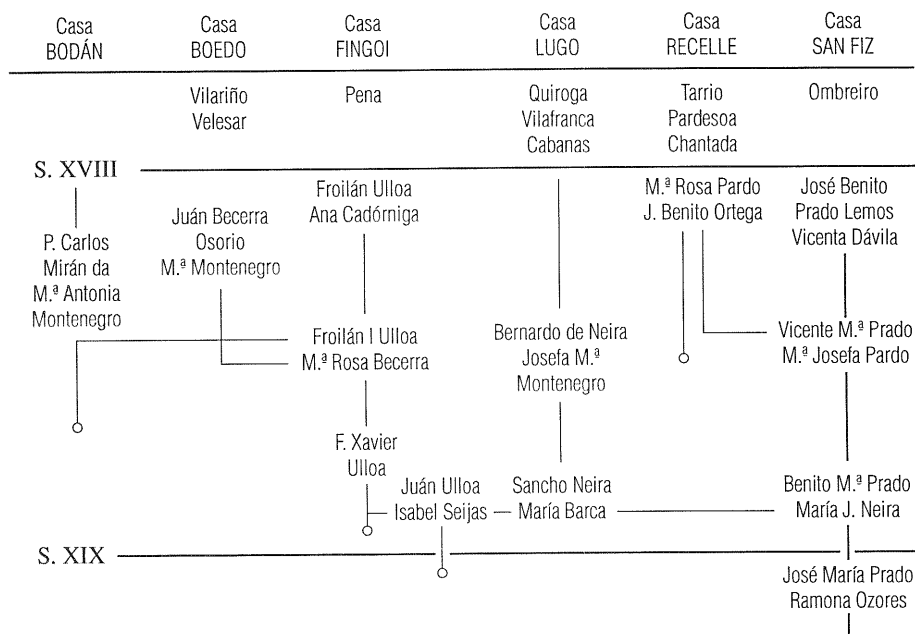 Casa
BODÁN
Casa
BOEDO
Casa
FINGOI
Casa
LUGO
Casa
RECELLE
Casa
SAN FIZ
Vilariño
Velesar
Pena
Quiroga
Vilafranca
Cabanas
Tarrio
Pardesoa
Chantada
Ombreiro
S. XVIII
P. Carlos
Mirán da
M.ª Antonia
Montenegro
Juán Becerra
Osorio
M.ª Montenegro
Froilán Ulloa
Ana Cadórniga
M.ª Rosa Pardo
J. Benito Ortega
José Benito
Prado Lemos
Vicenta Dávila
Froilán I Ulloa
M.ª Rosa Becerra
Bernardo de Neira
Josefa M.ª
Montenegro
Vicente M.ª Prado
M.ª Josefa Pardo
F. Xavier
Ulloa
Juán Ulloa
Isabel Seijas
Sancho Neira
María Barca
Benito M.ª Prado
María J. Neira
S. XIX
José María Prado
Ramona Ozores